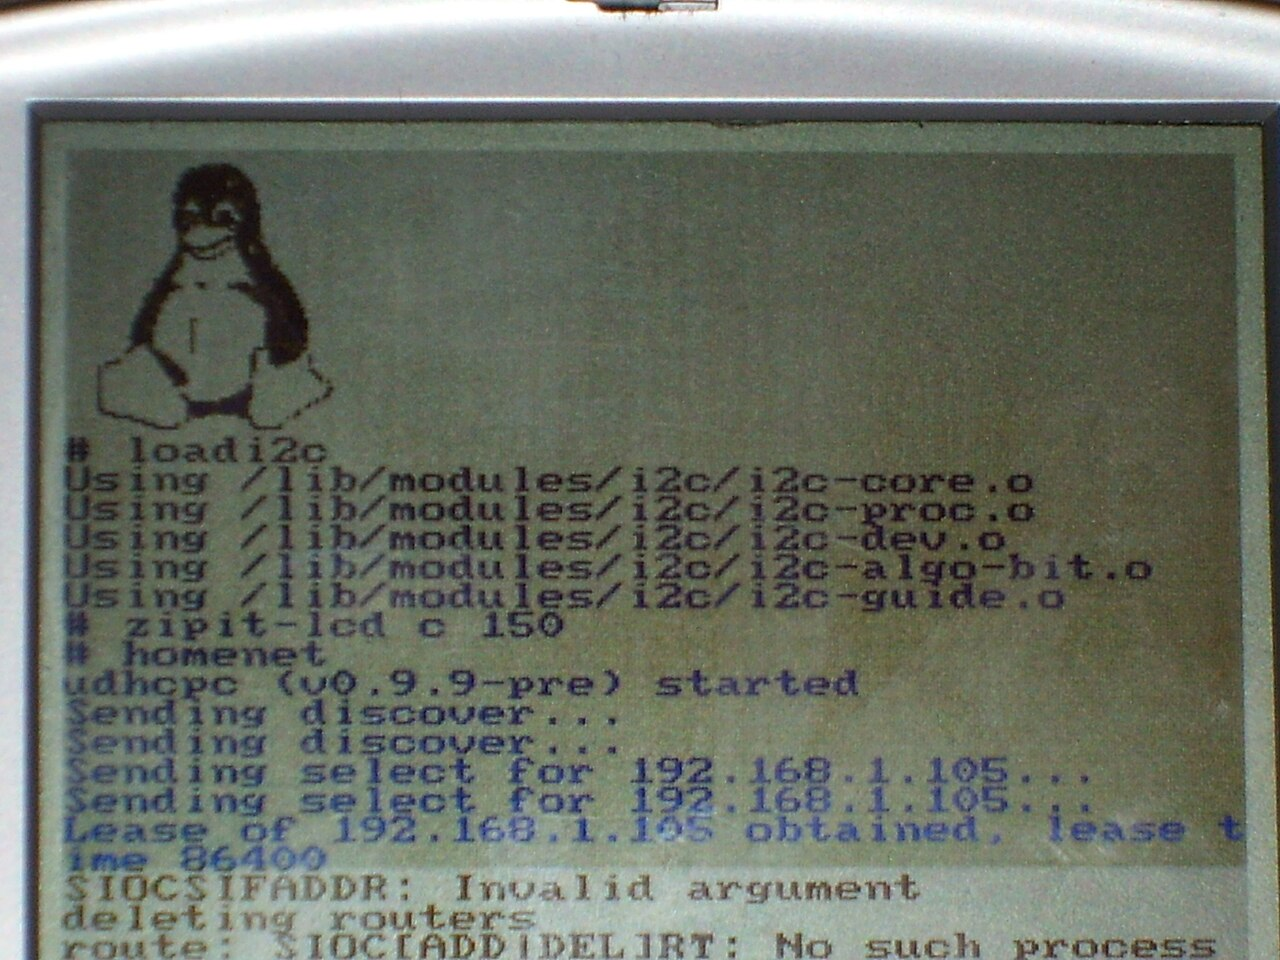 # loadi2c
Using /lib/modules/i2c/i2c-core.o
Using /lib/modules/i2c/i2c-proc.o
Using /lib/modules/i2c/i2c-dev.o
Using /lib/modules/i2c/i2c-algo-bit.o
Using /lib/modules/i2c/i2c-guide.o
# zipit-lcd c 150
# homenet
udhcpc (v0.9.9-pre) started
Sending discover...
Sending discover...
Sending select for 192.168.1.105...
Sending select for 192.168.1.105...
Lease of 192.168.1.105 obtained, lease t
ime 86400
SIOCSIFADDR: Invalid argument
deleting routers
route: SIOC[ADD|DEL]RT: No such process